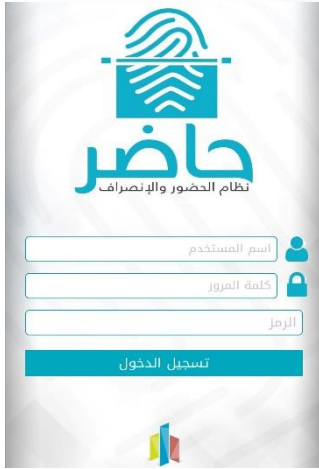 حاضر
نظام الحضور والإنصراف
اسم المستخدم
كلمة المرور
الرمز
تسجيل الدخول